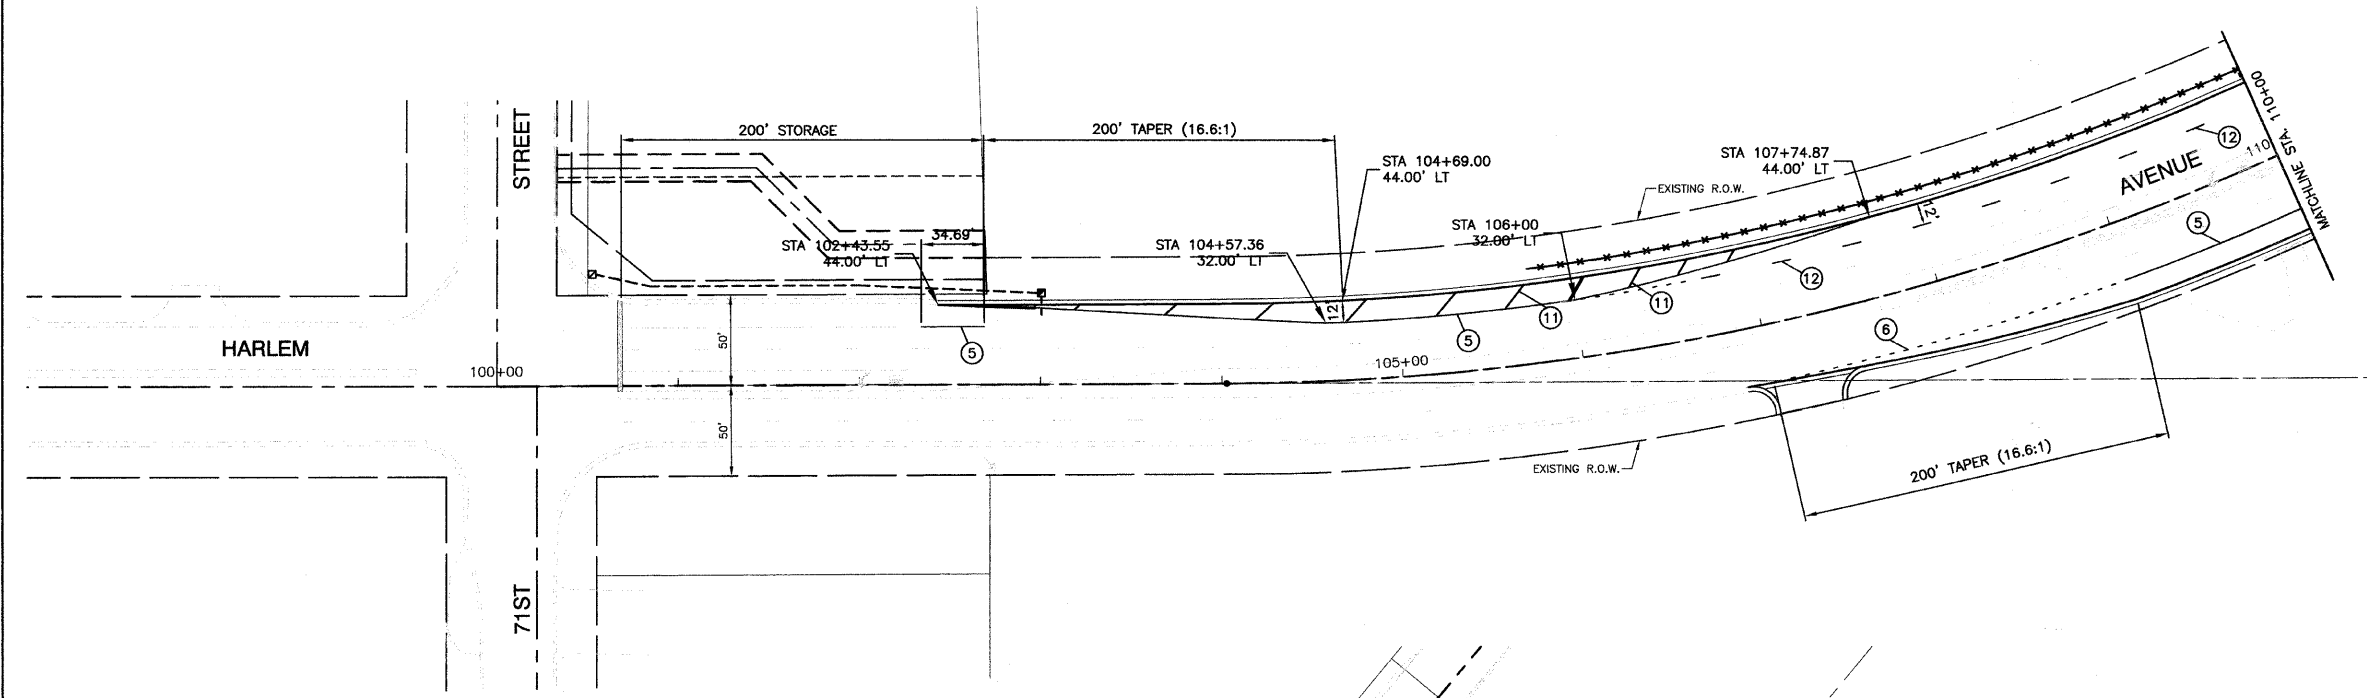 200' STORAGE
200' TAPER (16.6:1)
STREET
STA 102+43.55
44.00' LT
34.69'
STA 104+57.36
32.00' LT
STA 104+69.00
44.00' LT
12'
STA 106+00
32.00' LT
EXISTING R.O.W.
STA 107+74.87
44.00' LT
12'
12
AVENUE
110
110+00
MATCHLINE STA.
5
12
11
11
5
5
6
HARLEM
50'
100+00
105+00
50'
EXISTING R.O.W.
200' TAPER (16.6:1)
71ST